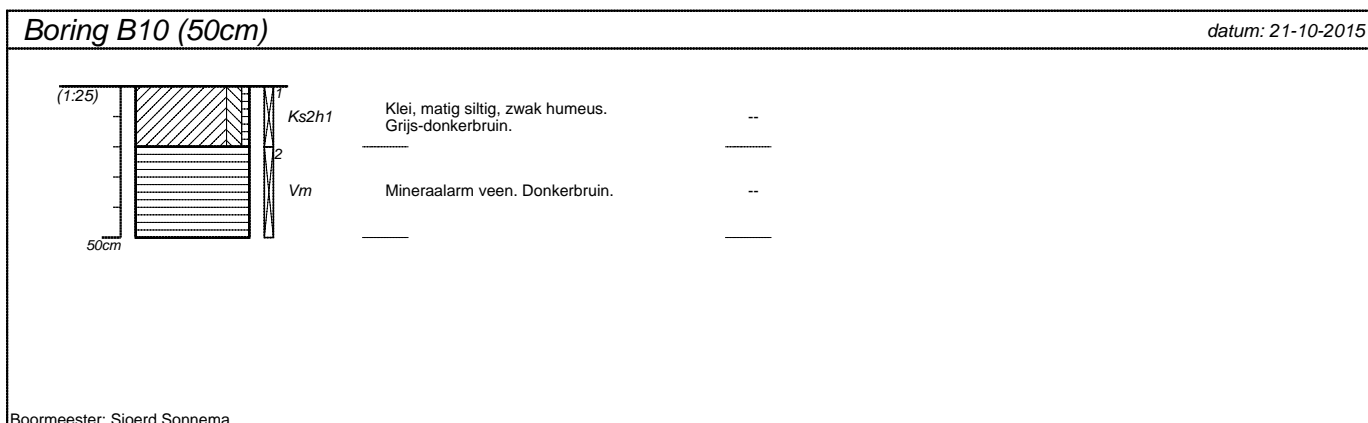 Boring B10 (50cm)
datum: 21-10-2015
(1:25)
1
Ks2h1
Klei, matig siltig, zwak humeus.
Grijs-donkerbruin.
--
2
Vm
Mineraalarm veen. Donkerbruin.
--
50cm
Boormeester: Sjoerd Sonnema